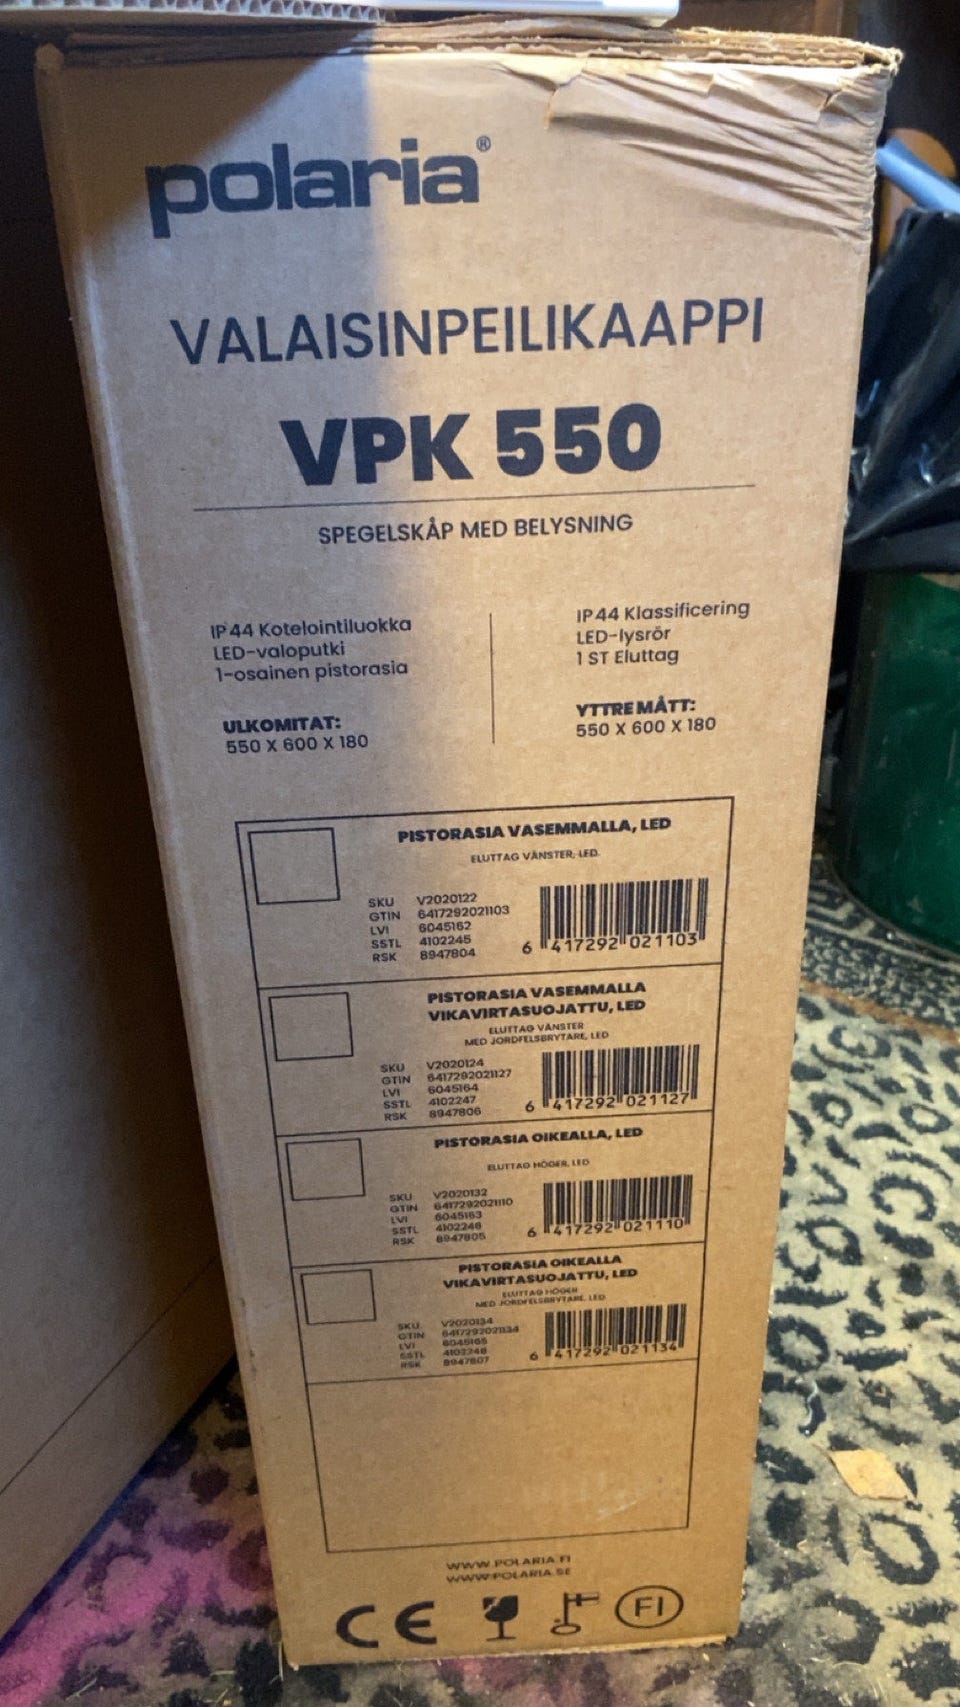 polaria®
VALAISINPEILIKAAPPI
VPK 550
SPEGELSKÅP MED BELYSNING
IP44 Kotelointiluokka
LED-valoputki
1-osainen pistorasia
ULKOMITAT:
550 X 600 X 180
IP44 Klassificering
LED-lysrör
1 ST Eluttag
YTTRE MÅTT:
550 X 600 X 180
PISTORASIA VASEMMALLA, LED
ELUTTAG VÄNSTER, LED.
SKU V2020122
GTIN 6417292021103
LVI 6045162
SSTL 4102245
RSK 8947804
6 417292 021103
PISTORASIA VASEMMALLA
VIKAVIRTASUOJATTU, LED
ELUTTAG VÄNSTER
MED JORDFELSBRYTARE, LED
SKU V2020124
GTIN 6417292021127
LVI 6045164
SSTL 4102247
RSK 8947806
6 417292 021127
PISTORASIA OIKEALLA, LED
ELUTTAG HÖGER, LED
SKU V2020132
GTIN 6417292021110
LVI 6045163
SSTL 4102246
RSK 8947805
6 417292 021110
PISTORASIA OIKEALLA
VIKAVIRTASUOJATTU, LED
ELUTTAG HÖGER
MED JORDFELSBRYTARE, LED
SKU V2020134
GTIN 6417292021134
LVI 6045165
SSTL 4102248
RSK 8947807
6 417292 021134
WWW.POLARIA.FI
WWW.POLARIA.SE
CE FI